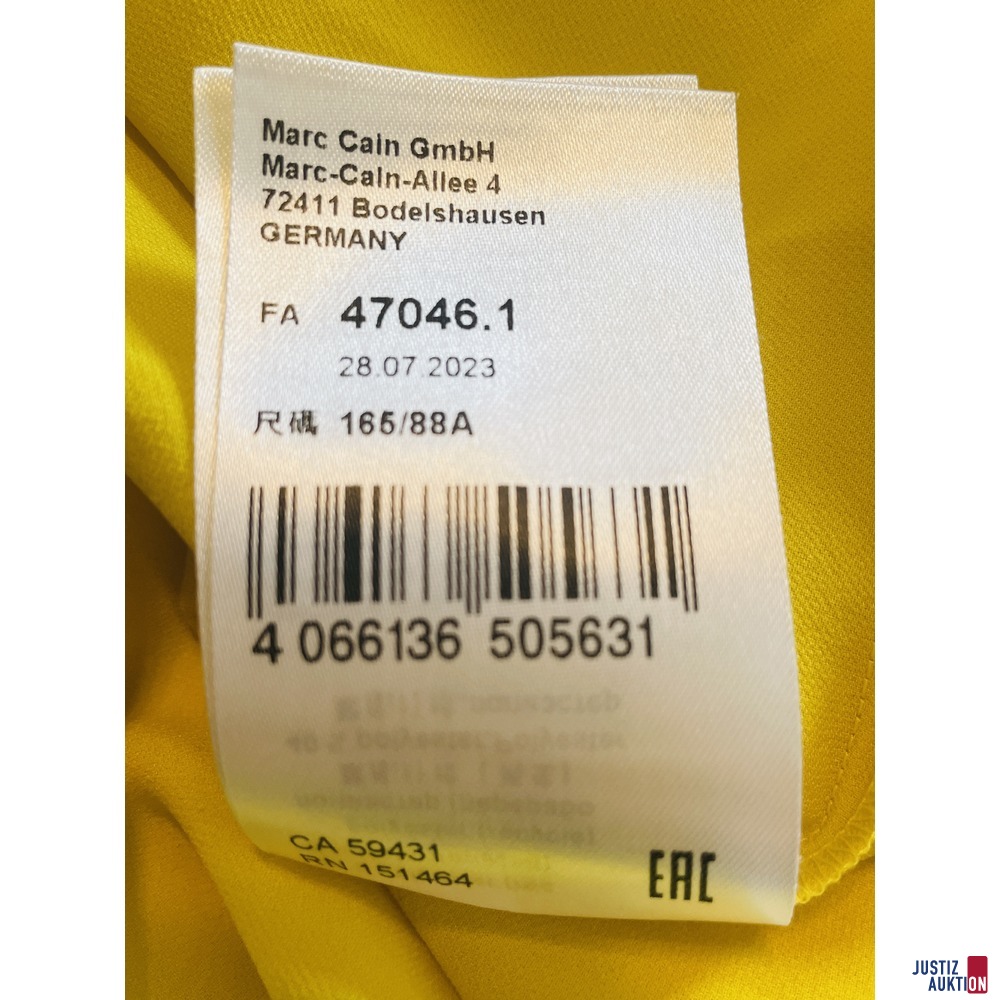 Marc Cain GmbH
Marc-Cain-Allee 4
72411 Bodelshausen
GERMANY
FA 47046.1
28.07.2023
尺碼 165/88A
4 066136 505631
CA 59431
RN 151464
EAC
JUSTIZ
AUKTION